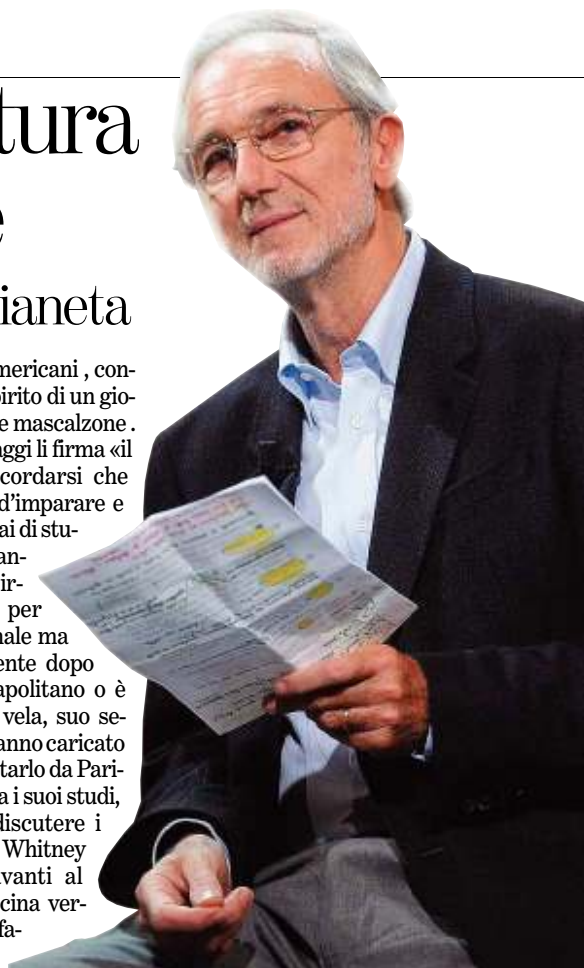 tura
e
ianeta
mericani , con-
pirito di un gio-
e mascalzone .
aggi li firma «il
cordarsi che
d'imparare e
ai di stu-
an-
ir-
per
nale ma
ente dopo
apolitano o è
vela, suo se-
anno caricato
tarlo da Pari-
a i suoi studi,
discutere i
Whitney
avanti al
cina ver-
fa-